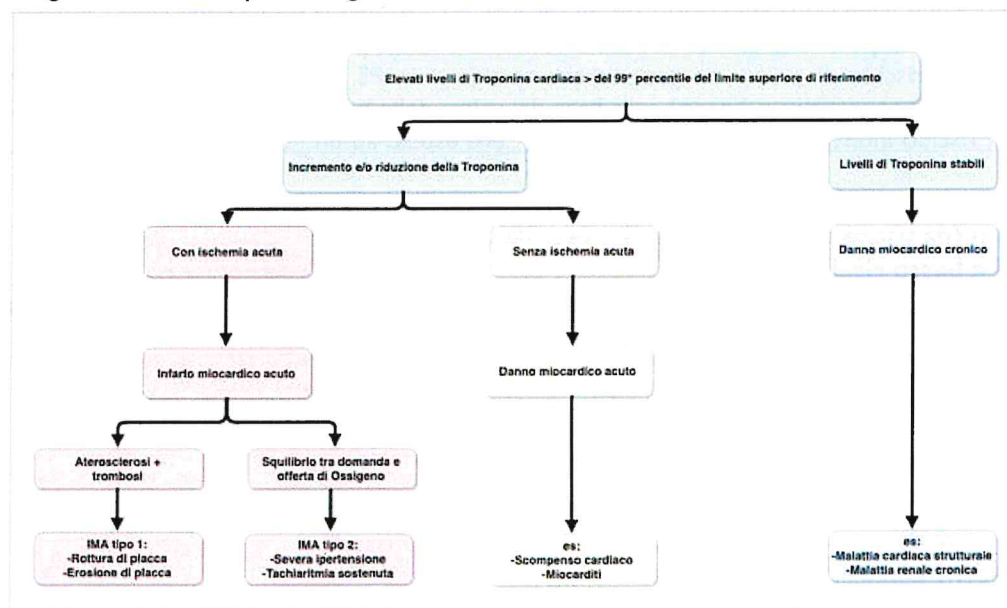 Elevati livelli di Troponina cardiaca > del 99° percentile del limite superiore di riferimento
Incremento e/o riduzione della Troponina
Livelli di Troponina stabili
Con ischemia acuta
Senza ischemia acuta
Danno miocardico cronico
Infarto miocardico acuto
Danno miocardico acuto
Aterosclerosi +
trombosi
Squilibrio tra domanda e
offerta di Ossigeno
IMA tipo 1:
-Rottura di placca
-Erosione di placca
IMA tipo 2:
-Severa ipertensione
-Tachiaritmia sostenuta
es:
-Scompenso cardiaco
-Miocarditi
es:
-Malattia cardiaca strutturale
-Malattia renale cronica